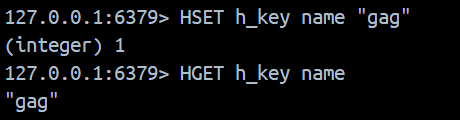 127.0.0.1:6379> HSET h_key name "gag"
(integer) 1
127.0.0.1:6379> HGET h_key name
"gag"